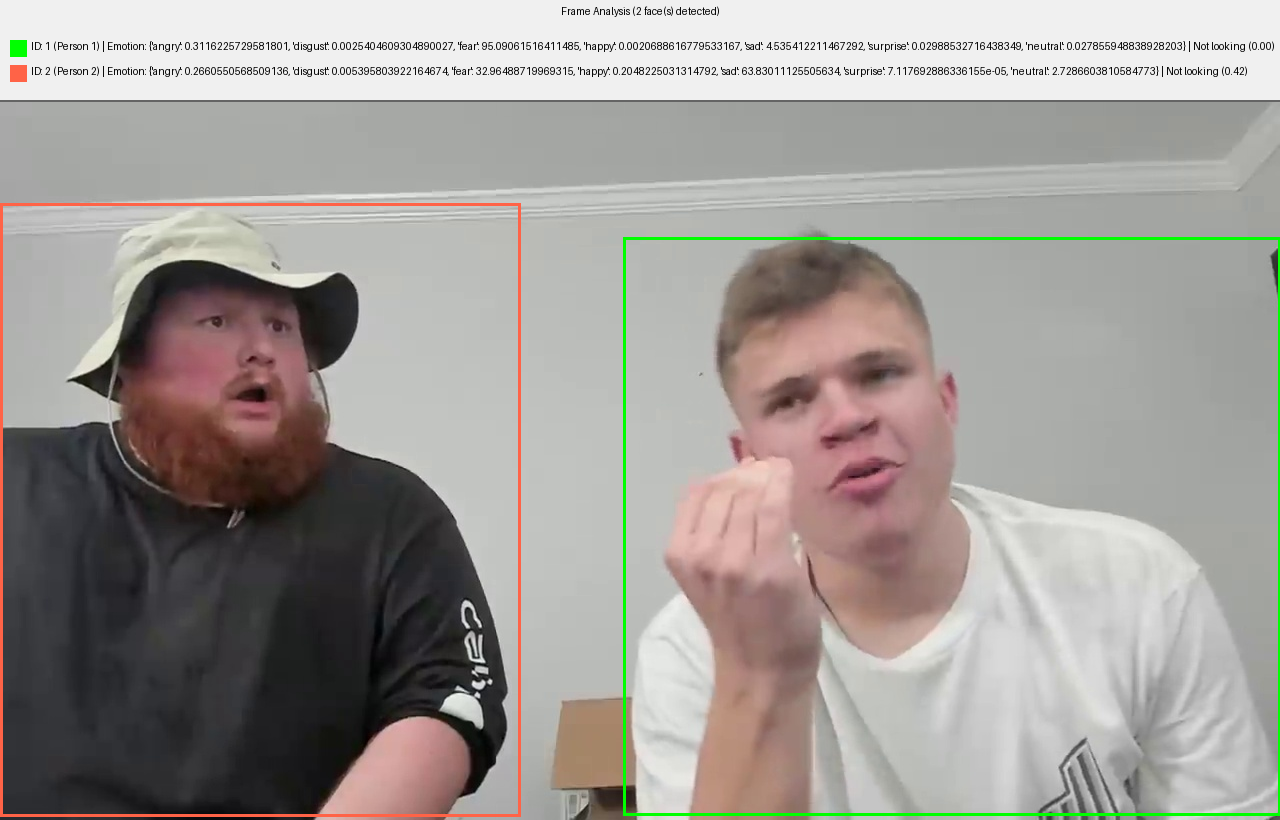 Frame Analysis (2 face(s) detected)
ID: 1 (Person 1) | Emotion: {'angry': 0.3116225729581801, 'disgust': 0.0025404609304890027, 'fear': 95.09061516411485, 'happy': 0.0020688616779533167, 'sad': 4.535412211467292, 'surprise': 0.02988532716438349, 'neutral': 0.027855948838928203} | Not looking (0.00)
ID: 2 (Person 2) | Emotion: {'angry': 0.2660550568509136, 'disgust': 0.005395803922164674, 'fear': 32.96488719969315, 'happy': 0.2048225031314792, 'sad': 63.83011125505634, 'surprise': 7.117692886336155e-05, 'neutral': 2.7286603810584773} | Not looking (0.42)